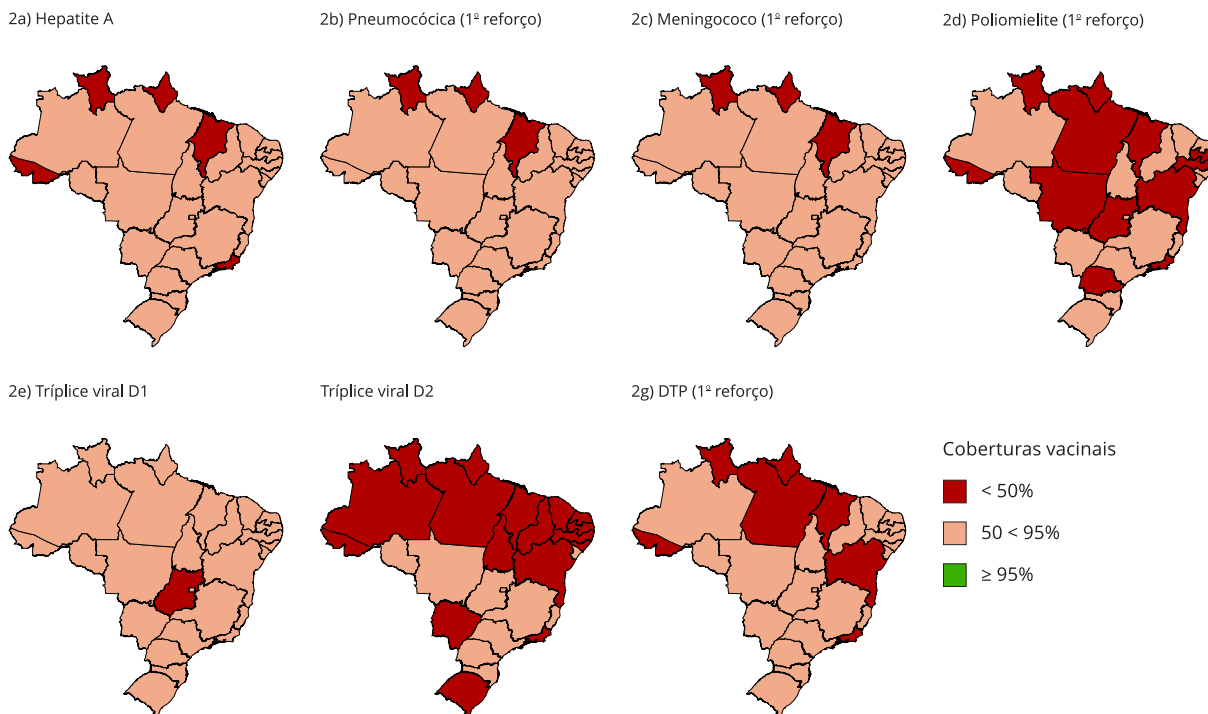 2a) Hepatite A
2b) Pneumocócica (1º reforço)
2c) Meningococo (1º reforço)
2d) Poliomielite (1º reforço)
2e) Tríplice viral D1
Tríplice viral D2
2g) DTP (1º reforço)
Coberturas vacinais
< 50%
50 < 95%
≥ 95%